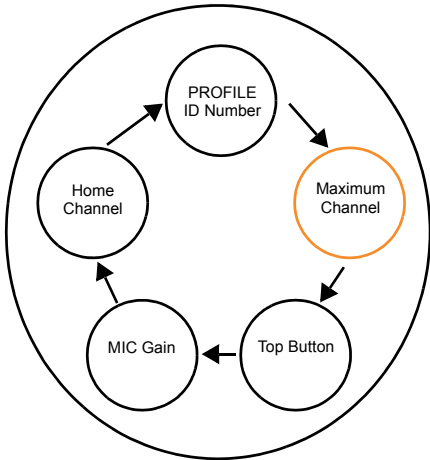 PROFILE
ID Number
Maximum
Channel
Top Button
MIC Gain
Home
Channel